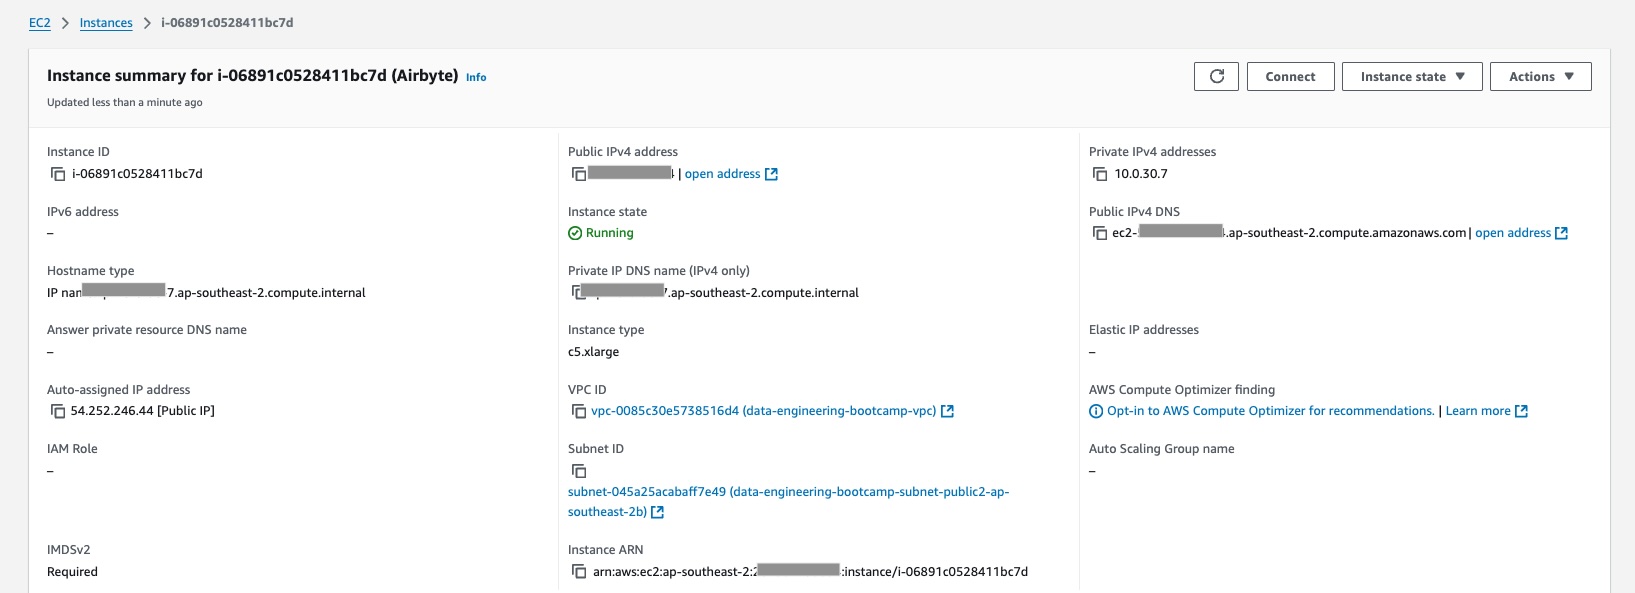 EC2 > Instances > i-06891c0528411bc7d
Instance summary for i-06891c0528411bc7d (Airbyte) Info
Updated less than a minute ago
Connect
Instance state
Actions
Instance ID
i-06891c0528411bc7d
Public IPv4 address
| open address
Private IPv4 addresses
10.0.30.7
IPv6 address
–
Instance state
Running
Public IPv4 DNS
ec2- .ap-southeast-2.compute.amazonaws.com | open address
Hostname type
IP 7.ap-southeast-2.compute.internal
Private IP DNS name (IPv4 only)
.ap-southeast-2.compute.internal
Answer private resource DNS name
–
Instance type
c5.xlarge
Elastic IP addresses
–
Auto-assigned IP address
54.252.246.44 [Public IP]
VPC ID
vpc-0085c30e5738516d4 (data-engineering-bootcamp-vpc)
AWS Compute Optimizer finding
Opt-in to AWS Compute Optimizer for recommendations. | Learn more
IAM Role
–
Subnet ID
subnet-045a25acabaff7e49 (data-engineering-bootcamp-subnet-public2-ap-
southeast-2b)
Auto Scaling Group name
–
IMDSv2
Required
Instance ARN
arn:aws:ec2:ap-southeast-2: :instance/i-06891c0528411bc7d